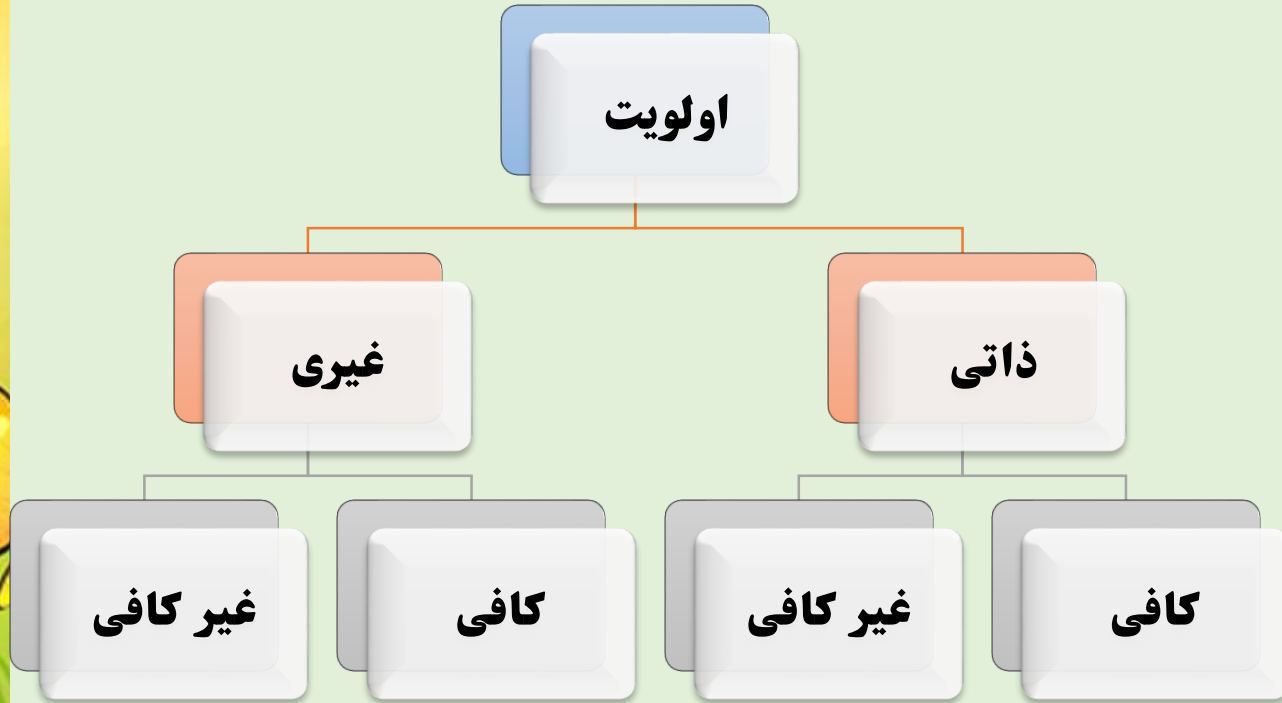 اولویت
ذاتی
غیری
کافی
غیر کافی
کافی
غیر کافی